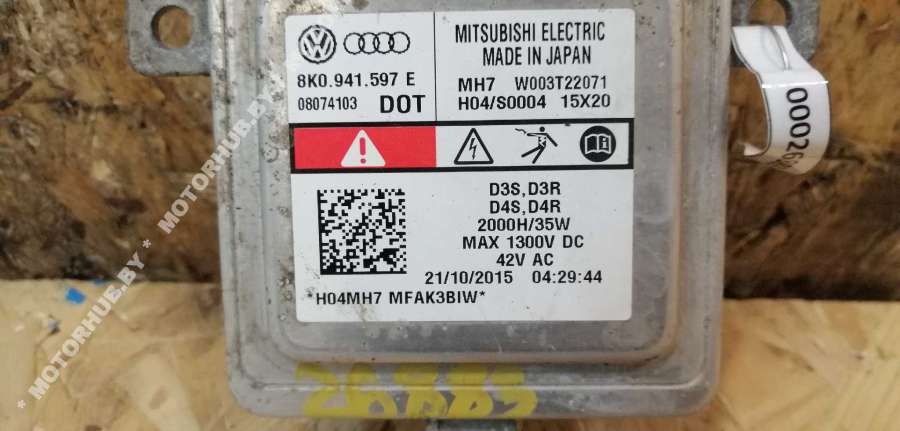 8K0.941.597 E
08074103 DOT
MITSUBISHI ELECTRIC
MADE IN JAPAN
MH7 W003T22071
H04/S0004 15X20
D3S,D3R
D4S,D4R
2000H/35W
MAX 1300V DC
42V AC
21/10/2015 04:29:44
*H04MH7 MFAK3BIW*
* MOTORHUB.BY * MOTORHUB.BY